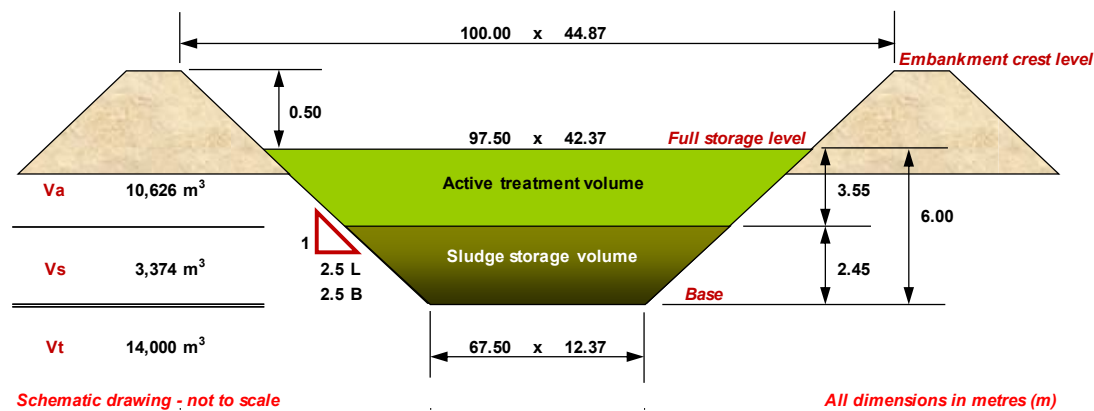 100.00 x 44.87
Embankment crest level
0.50
97.50 x 42.37 Full storage level
Va 10,626 m³
Active treatment volume
3.55
6.00
1
2.5 L
2.5 B
Vs 3,374 m³
Sludge storage volume
2.45
Base
Vt 14,000 m³
67.50 x 12.37
Schematic drawing - not to scale
All dimensions in metres (m)